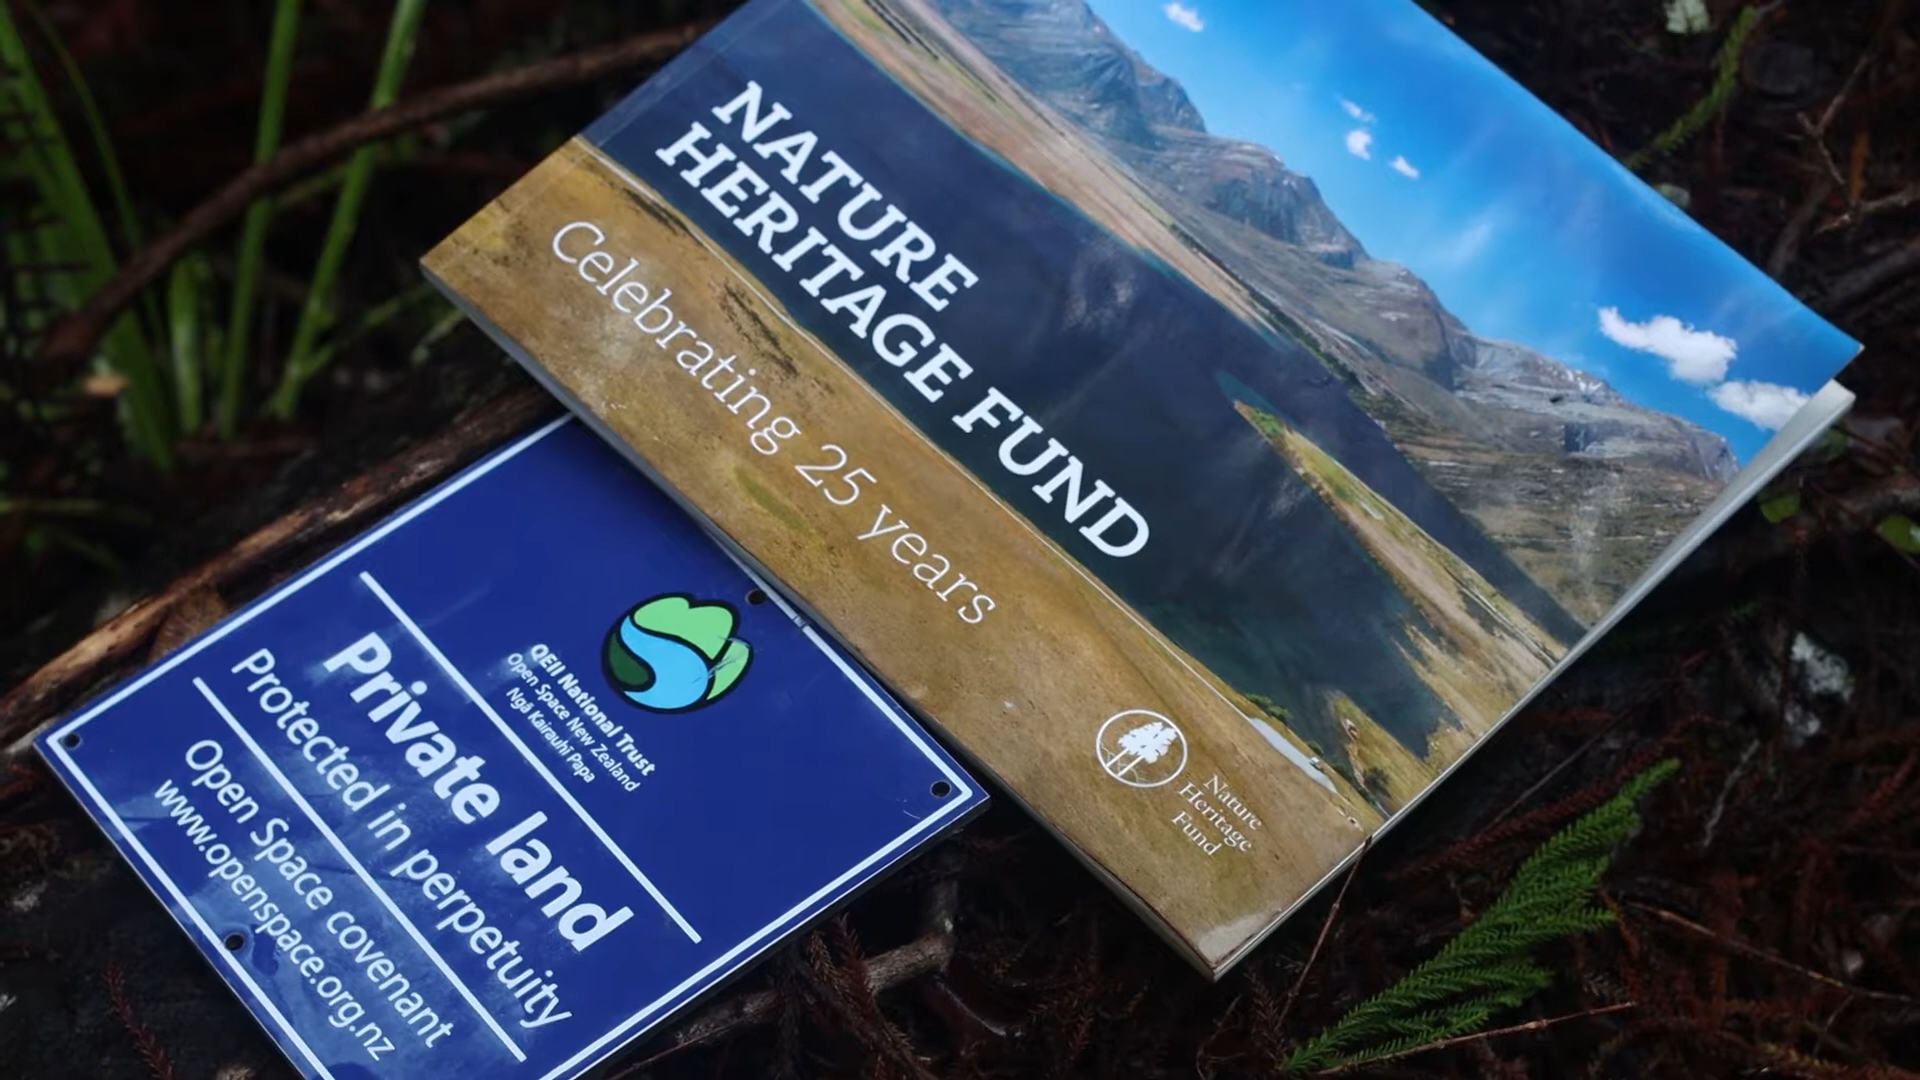 NATURE
HERITAGE FUND
Celebrating 25 years
Nature
Heritage
Fund
QEII National Trust
Open Space New Zealand
Ngā Kairauhī Papa
Private land
Protected in perpetuity
Open Space covenant
www.openspace.org.nz